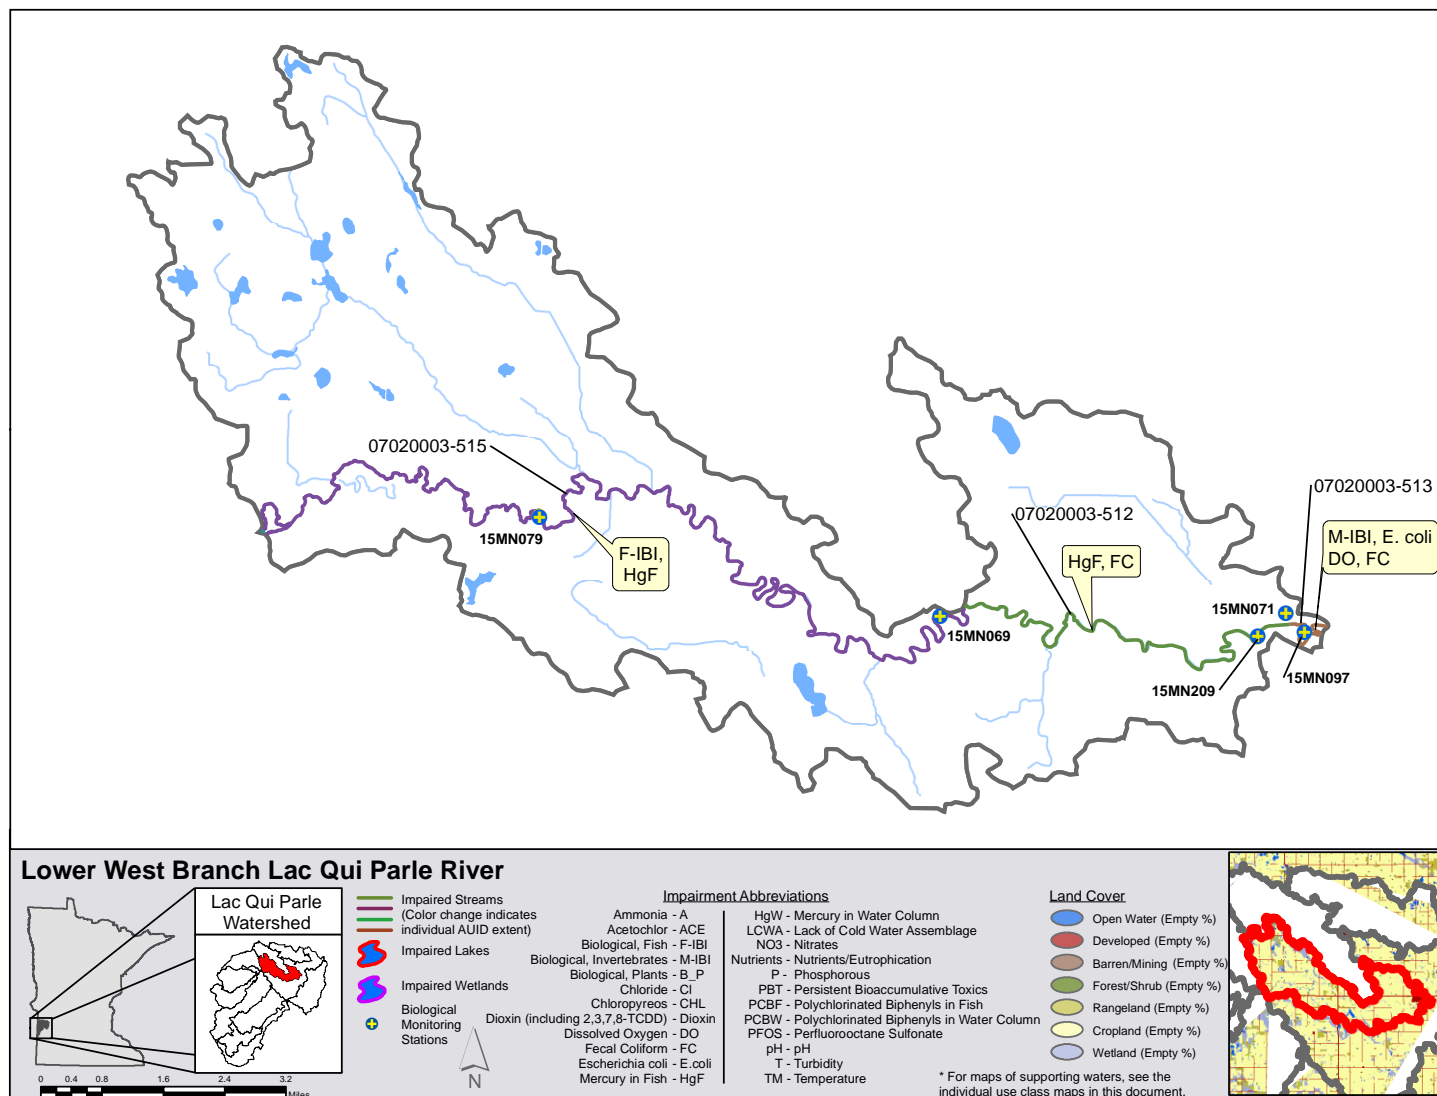 07020003-515
15MN079
F-IBI,
HgF
15MN069
07020003-512
HgF, FC
07020003-513
M-IBI, E. coli
DO, FC
15MN071
15MN209
15MN097
Lower West Branch Lac Qui Parle River
Lac Qui Parle
Watershed
0 0.4 0.8 1.6 2.4 3.2
Miles
N
Impaired Streams
(Color change indicates
individual AUID extent)
Impaired Lakes
Impaired Wetlands
Biological
Monitoring
Stations
Impairment Abbreviations
Ammonia - A
Acetochlor - ACE
Biological, Fish - F-IBI
Biological, Invertebrates - M-IBI
Biological, Plants - B_P
Chloride - Cl
Chloropyreos - CHL
Dioxin (including 2,3,7,8-TCDD) - Dioxin
Dissolved Oxygen - DO
Fecal Coliform - FC
Escherichia coli - E.coli
Mercury in Fish - HgF
HgW - Mercury in Water Column
LCWA - Lack of Cold Water Assemblage
NO3 - Nitrates
Nutrients - Nutrients/Eutrophication
P - Phosphorous
PBT - Persistent Bioaccumulative Toxics
PCBF - Polychlorinated Biphenyls in Fish
PCBW - Polychlorinated Biphenyls in Water Column
PFOS - Perfluorooctane Sulfonate
pH - pH
T - Turbidity
TM - Temperature
Land Cover
Open Water (Empty %)
Developed (Empty %)
Barren/Mining (Empty %)
Forest/Shrub (Empty %)
Rangeland (Empty %)
Cropland (Empty %)
Wetland (Empty %)
* For maps of supporting waters, see the
individual use class maps in this document.